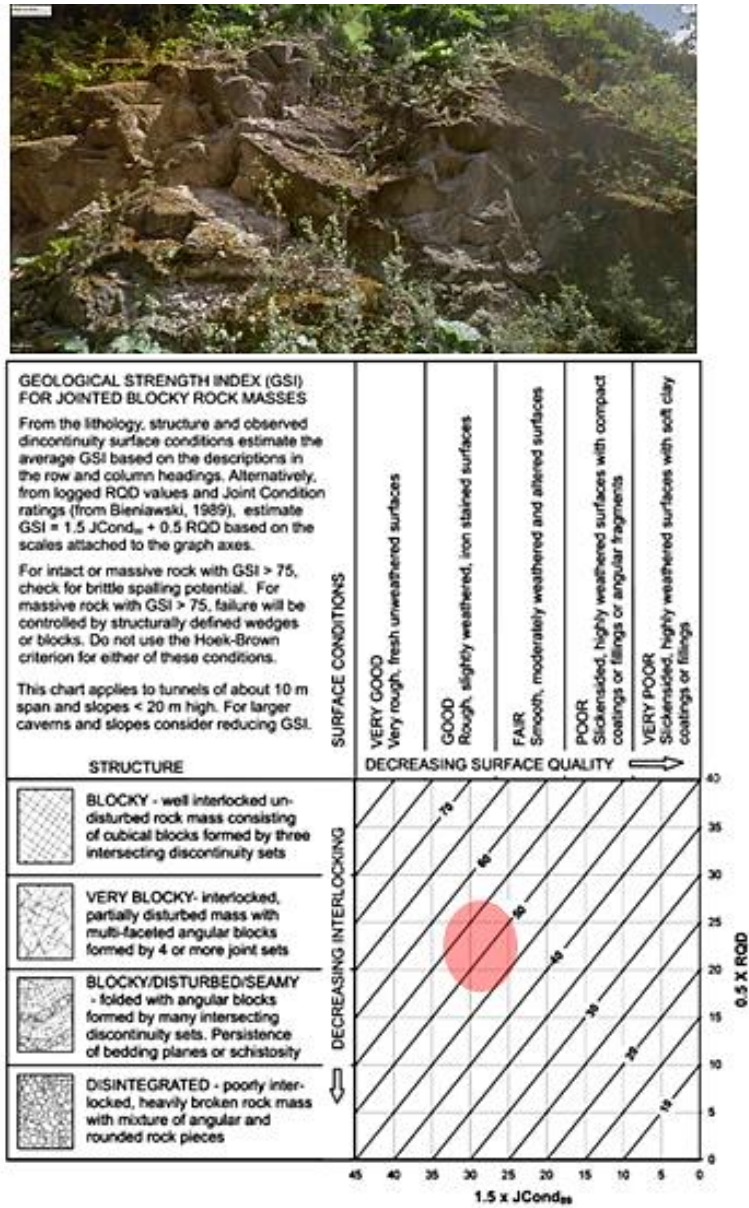 GEOLOGICAL STRENGTH INDEX (GSI)
FOR JOINTED BLOCKY ROCK MASSES
From the lithology, structure and observed
dincontinuity surface conditions estimate the
average GSI based on the descriptions in
the row and column headings. Alternatively,
from logged RQD values and Joint Condition
ratings (from Bieniawski, 1989), estimate
GSI = 1.5 JCond₈₉ + 0.5 RQD based on the
scales attached to the graph axes.
For intact or massive rock with GSI > 75,
check for brittle spalling potential. For
massive rock with GSI > 75, failure will be
controlled by structurally defined wedges
or blocks. Do not use the Hoek-Brown
criterion for either of these conditions.
This chart applies to tunnels of about 10 m
span and slopes < 20 m high. For larger
caverns and slopes consider reducing GSI.
STRUCTURE
SURFACE CONDITIONS
VERY GOOD
Very rough, fresh unweathered surfaces
GOOD
Rough, slightly weathered, iron stained surfaces
FAIR
Smooth, moderately weathered and altered surfaces
POOR
Slickensided, highly weathered surfaces with compact
coatings or fillings or angular fragments
VERY POOR
Slickensided, highly weathered surfaces with soft clay
coatings or fillings
DECREASING SURFACE QUALITY
BLOCKY - well interlocked un-
disturbed rock mass consisting
of cubical blocks formed by three
intersecting discontinuity sets
VERY BLOCKY- interlocked,
partially disturbed mass with
multi-faceted angular blocks
formed by 4 or more joint sets
BLOCKY/DISTURBED/SEAMY
- folded with angular blocks
formed by many intersecting
discontinuity sets. Persistence
of bedding planes or schistosity
DISINTEGRATED - poorly inter-
locked, heavily broken rock mass
with mixture of angular and
rounded rock pieces
DECREASING INTERLOCKING
70
60
50
40
30
20
10
40
35
30
25
20
15
10
5
0
0.5 X RQD
45 40 35 30 25 20 15 10 5 0
1.5 x JCond₈₉